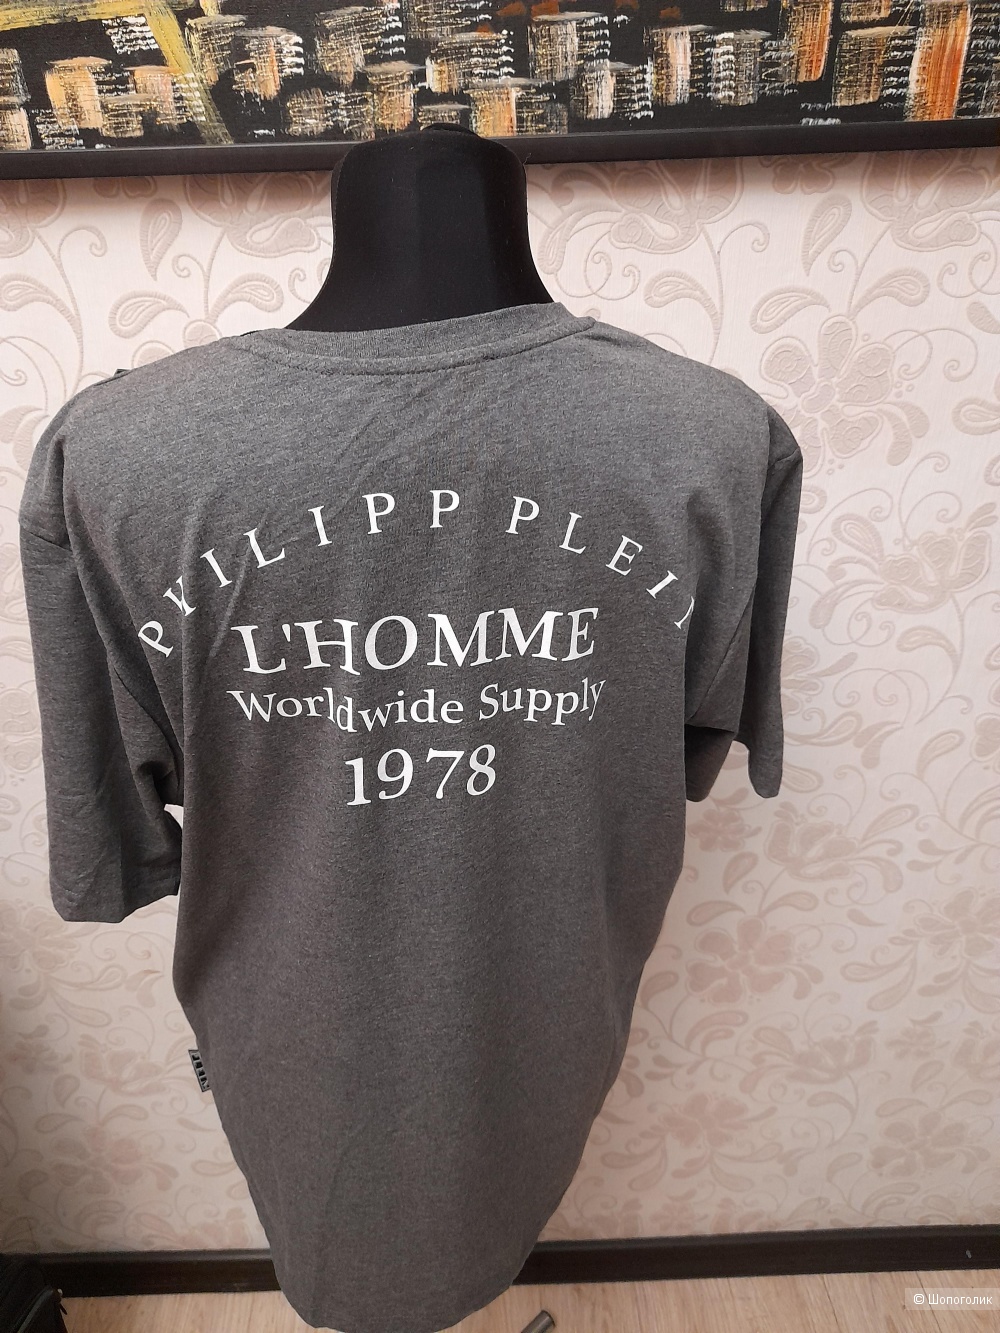 PHILIPP PLEIN
L'HOMME
Worldwide Supply
1978
© Шопоголик